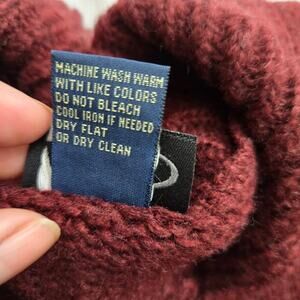 MACHINE WASH WARM
WITH LIKE COLORS
DO NOT BLEACH
COOL IRON IF NEEDED
DRY FLAT
OR DRY CLEAN